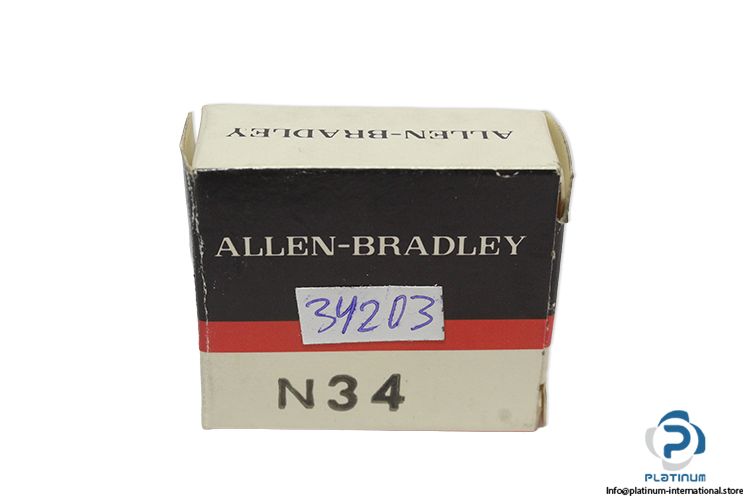 ALLEN-BRADLEY
ALLEN-BRADLEY
34203
N34
PLATINUM
Info@platinum-international.store